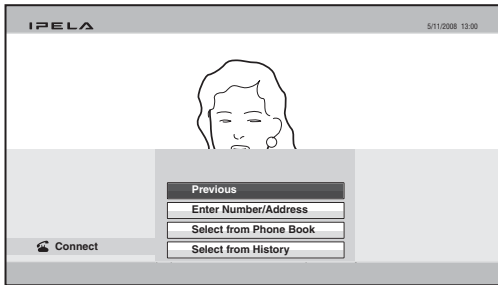 IPELA
5/11/2008 13:00
Previous
Enter Number/Address
Select from Phone Book
Connect
Select from History